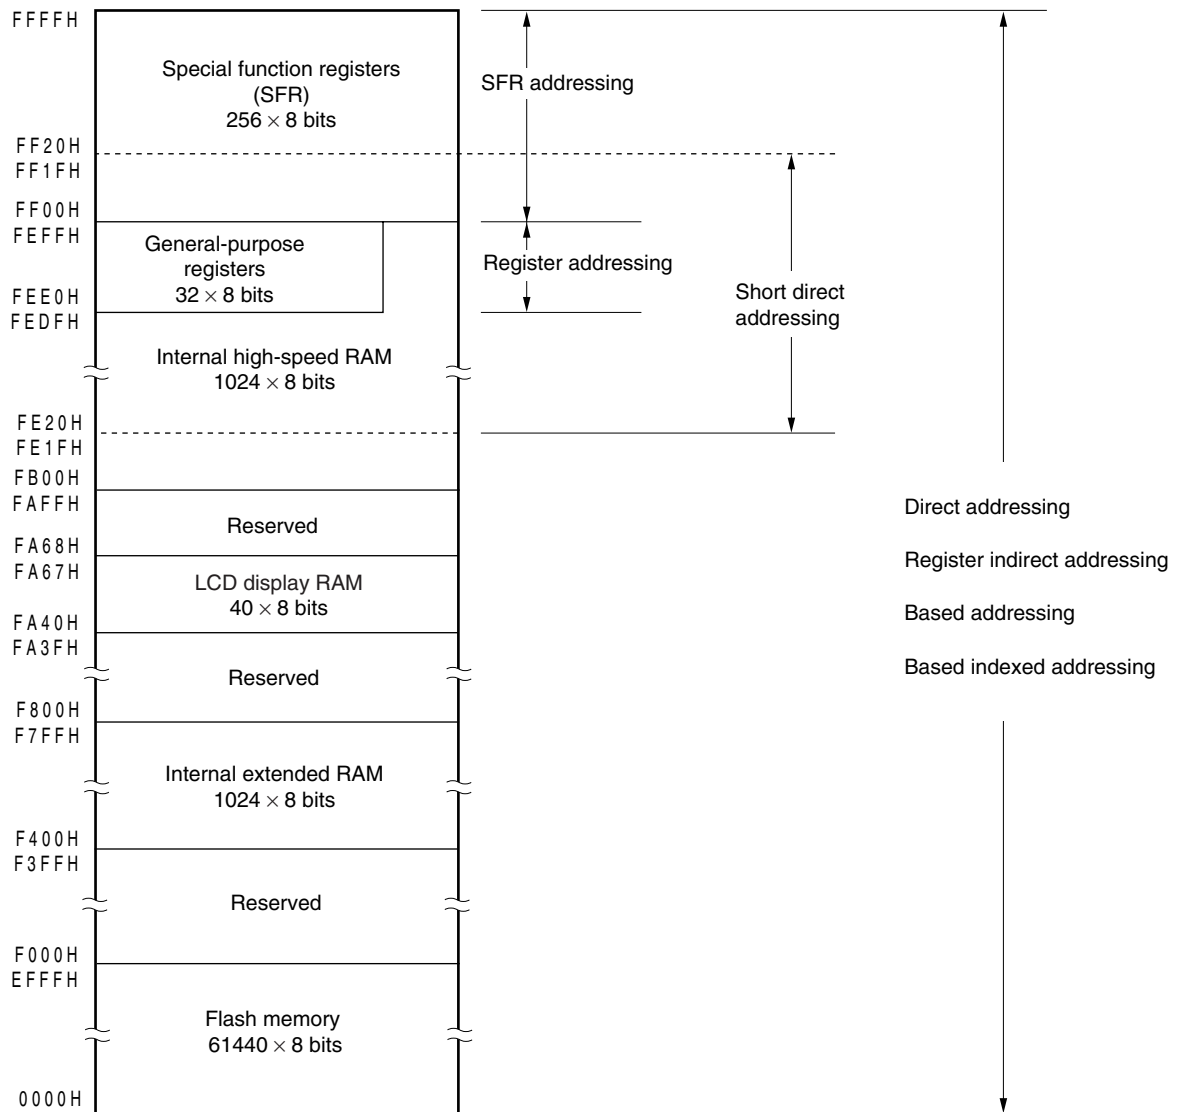 FFFFH
Special function registers
(SFR)
256 × 8 bits
SFR addressing
FF20H
FF1FH
FF00H
FEFFH
General-purpose
registers
32 × 8 bits
Register addressing
Short direct
addressing
FEE0H
FEDFH
Internal high-speed RAM
1024 × 8 bits
FE20H
FE1FH
FB00H
FAFFH
Reserved
Direct addressing
Register indirect addressing
Based addressing
Based indexed addressing
FA68H
FA67H
LCD display RAM
40 × 8 bits
FA40H
FA3FH
Reserved
F800H
F7FFH
Internal extended RAM
1024 × 8 bits
F400H
F3FFH
Reserved
F000H
EFFFH
Flash memory
61440 × 8 bits
0000H